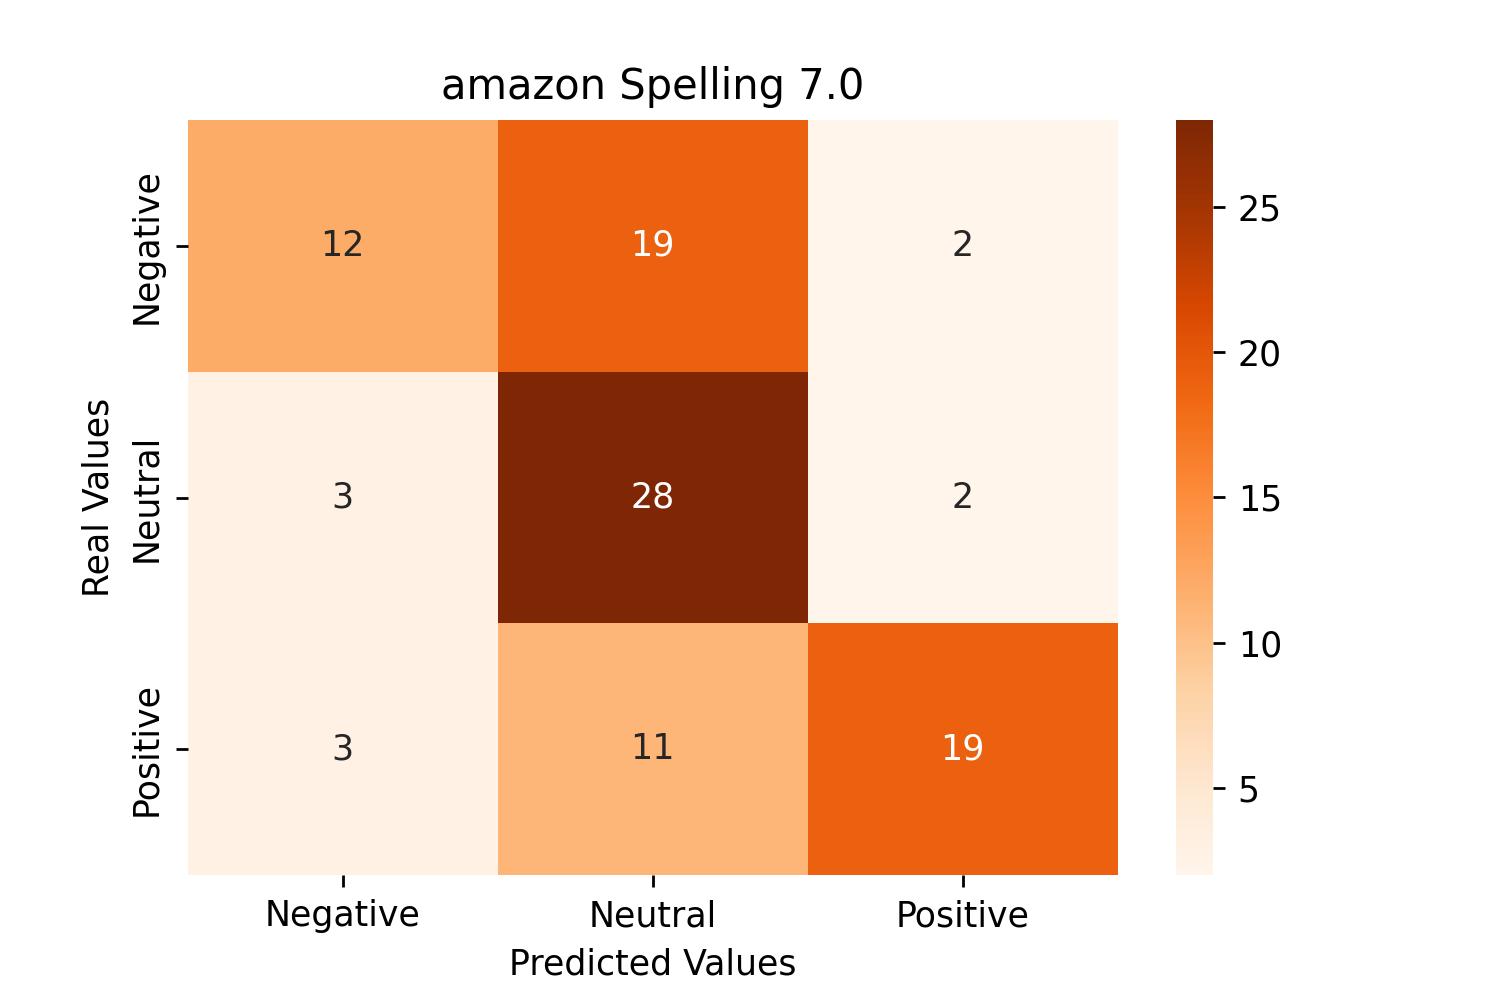 amazon Spelling 7.0
Real Values
Negative
12 19 2
Neutral
3 28 2
Positive
3 11 19
Negative Neutral Positive
Predicted Values
25
20
15
10
5